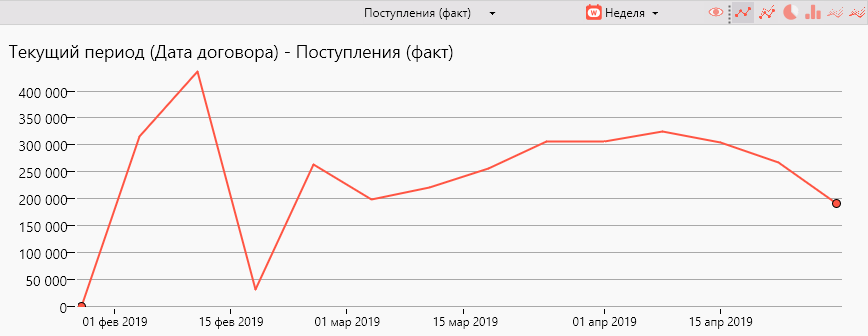 Поступления (факт)
W Неделя
Текущий период (Дата договора) - Поступления (факт)
400 000
350 000
300 000
250 000
200 000
150 000
100 000
50 000
0
01 фев 2019 15 фев 2019 01 мар 2019 15 мар 2019 01 апр 2019 15 апр 2019